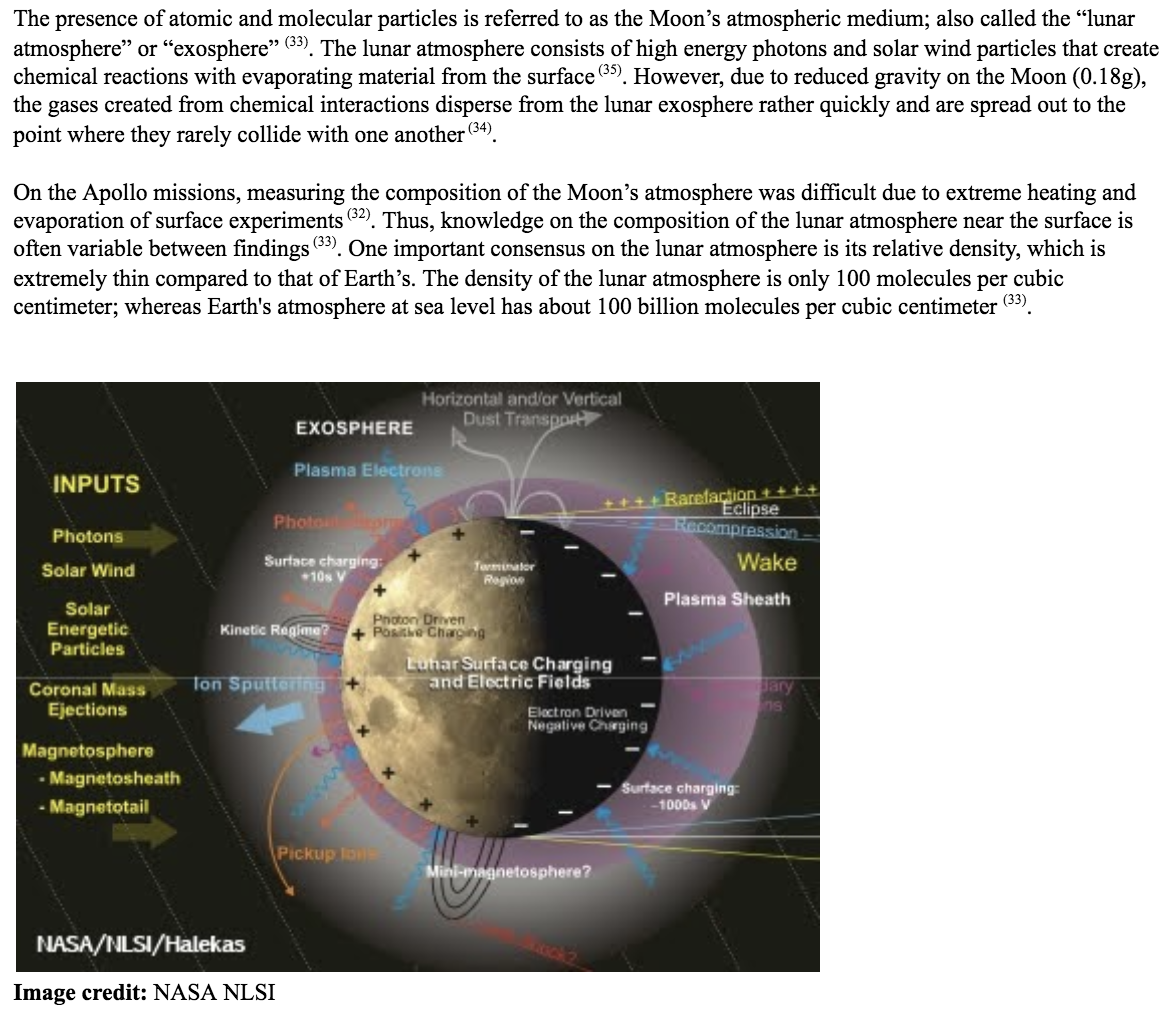 The presence of atomic and molecular particles is referred to as the Moon’s atmospheric medium; also called the “lunar
atmosphere” or “exosphere” (33). The lunar atmosphere consists of high energy photons and solar wind particles that create
chemical reactions with evaporating material from the surface (35). However, due to reduced gravity on the Moon (0.18g),
the gases created from chemical interactions disperse from the lunar exosphere rather quickly and are spread out to the
point where they rarely collide with one another (34).
On the Apollo missions, measuring the composition of the Moon’s atmosphere was difficult due to extreme heating and
evaporation of surface experiments (32). Thus, knowledge on the composition of the lunar atmosphere near the surface is
often variable between findings (33). One important consensus on the lunar atmosphere is its relative density, which is
extremely thin compared to that of Earth’s. The density of the lunar atmosphere is only 100 molecules per cubic
centimeter; whereas Earth's atmosphere at sea level has about 100 billion molecules per cubic centimeter (33).
Horizontal and/or Vertical
Dust Transport
EXOSPHERE
Plasma Electrons
INPUTS
Photons
Solar Wind
Solar
Energetic
Particles
Coronal Mass
Ejections
Magnetosphere
- Magnetosheath
- Magnetotail
Surface charging:
+10s V
Kinetic Regime?
Ion Sputtering
Pickup Ions
Terminator
Region
Photon Driven
Positive Charging
Lunar Surface Charging
and Electric Fields
Electron Driven
Negative Charging
++++ Rarefaction ++++
Eclipse
Recompression
Wake
Plasma Sheath
Surface charging:
-1000s V
Mini-magnetosphere?
NASA/NLSI/Halekas
Image credit: NASA NLSI